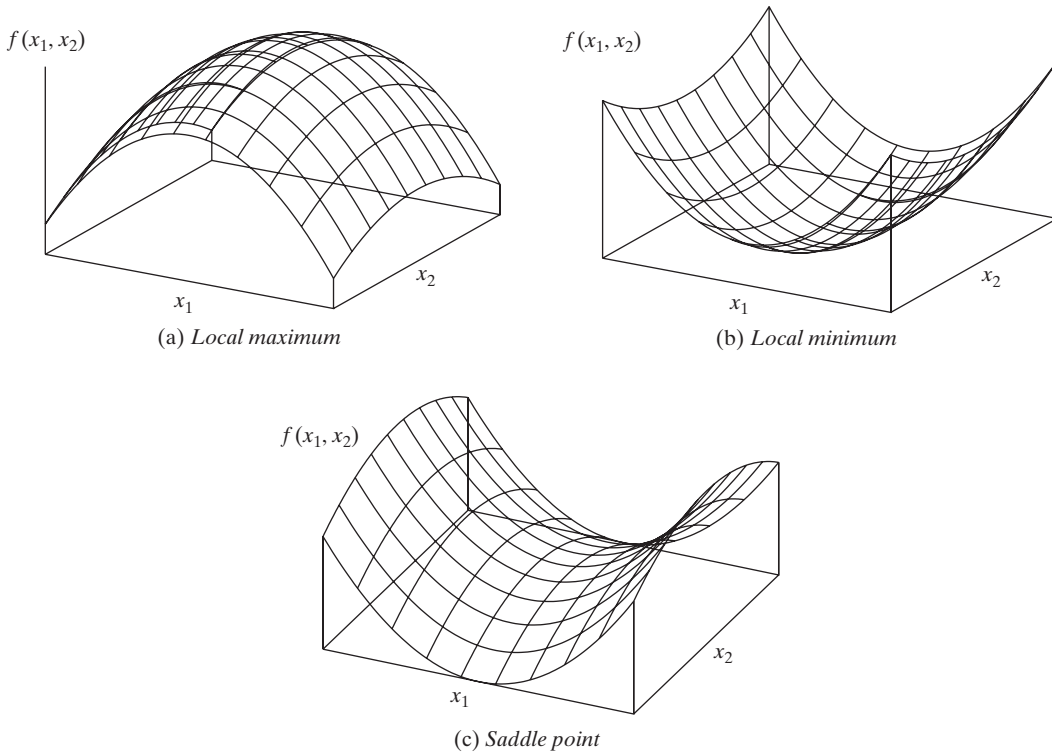 f (x₁, x₂)
x₁
x₂
(a) Local maximum
f (x₁, x₂)
x₁
x₂
(b) Local minimum
f (x₁, x₂)
x₁
x₂
(c) Saddle point